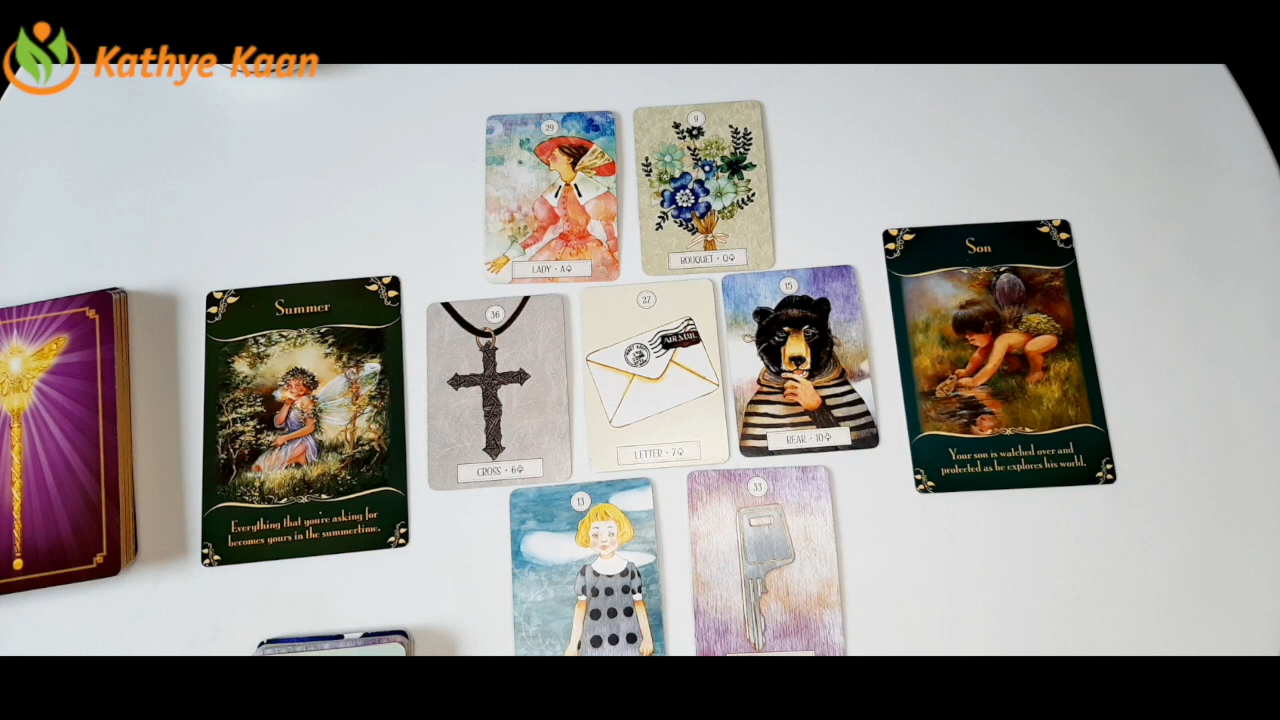 Kathye Kaan
29
LADY • A♤
9
BOUQUET • Q♤
Summer
Everything that you're asking for
becomes yours in the summertime.
36
CROSS • 6♧
27
AIR MAIL
LETTER • 7♤
15
BEAR • 10♧
Son
Your son is watched over and
protected as he explores his world.
13
33